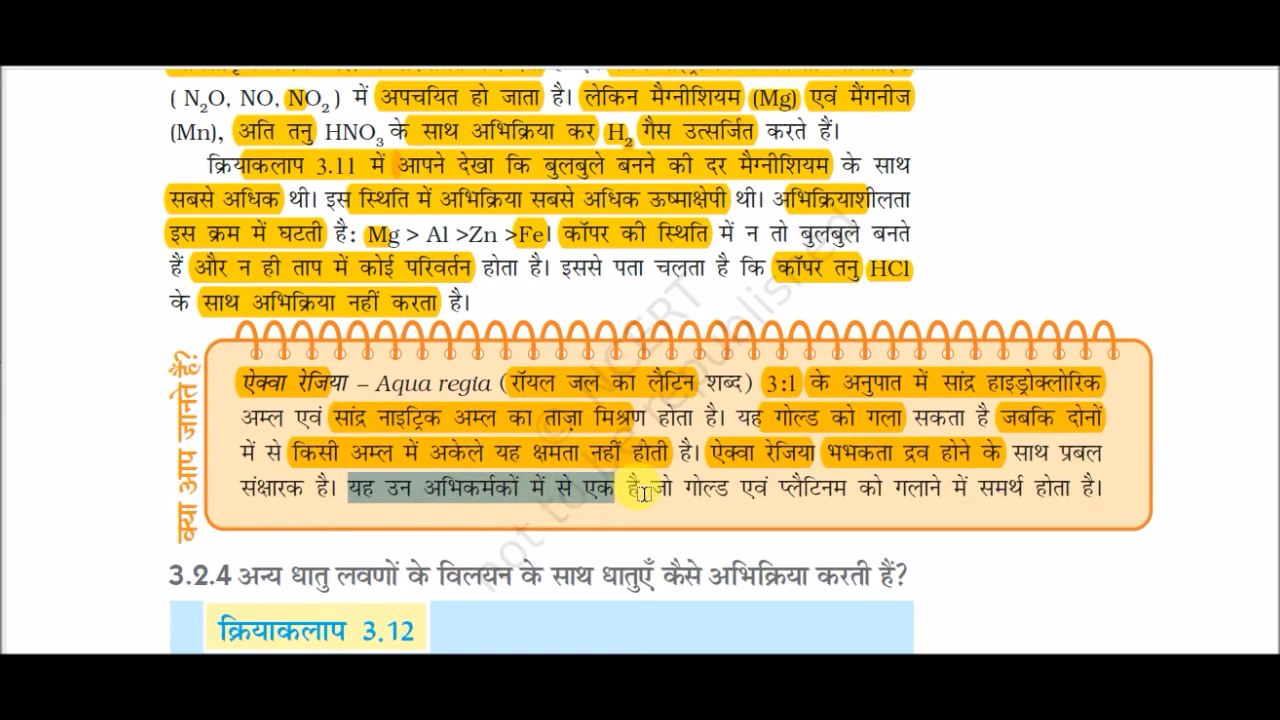 ( N₂O, NO, NO₂ ) में अपचयित हो जाता है। लेकिन मैग्नीशियम (Mg) एवं मैंगनीज
(Mn), अति तनु HNO₃ के साथ अभिक्रिया कर H₂ गैस उत्सर्जित करते हैं।
क्रियाकलाप 3.11 में आपने देखा कि बुलबुले बनने की दर मैग्नीशियम के साथ
सबसे अधिक थी। इस स्थिति में अभिक्रिया सबसे अधिक ऊष्माक्षेपी थी। अभिक्रियाशीलता
इस क्रम में घटती है: Mg > Al >Zn >Fe। कॉपर की स्थिति में न तो बुलबुले बनते
हैं और न ही ताप में कोई परिवर्तन होता है। इससे पता चलता है कि कॉपर तनु HCl
के साथ अभिक्रिया नहीं करता है।
क्या आप जानते हैं?
ऐक्वा रेजिया – Aqua regia (रॉयल जल का लैटिन शब्द) 3:1 के अनुपात में सांद्र हाइड्रोक्लोरिक
अम्ल एवं सांद्र नाइट्रिक अम्ल का ताज़ा मिश्रण होता है। यह गोल्ड को गला सकता है जबकि दोनों
में से किसी अम्ल में अकेले यह क्षमता नहीं होती है। ऐक्वा रेजिया भभकता द्रव होने के साथ प्रबल
संक्षारक है। यह उन अभिकर्मकों में से एक है जो गोल्ड एवं प्लैटिनम को गलाने में समर्थ होता है।
3.2.4 अन्य धातु लवणों के विलयन के साथ धातुएँ कैसे अभिक्रिया करती हैं?
क्रियाकलाप 3.12
© NCERT
not to be republished